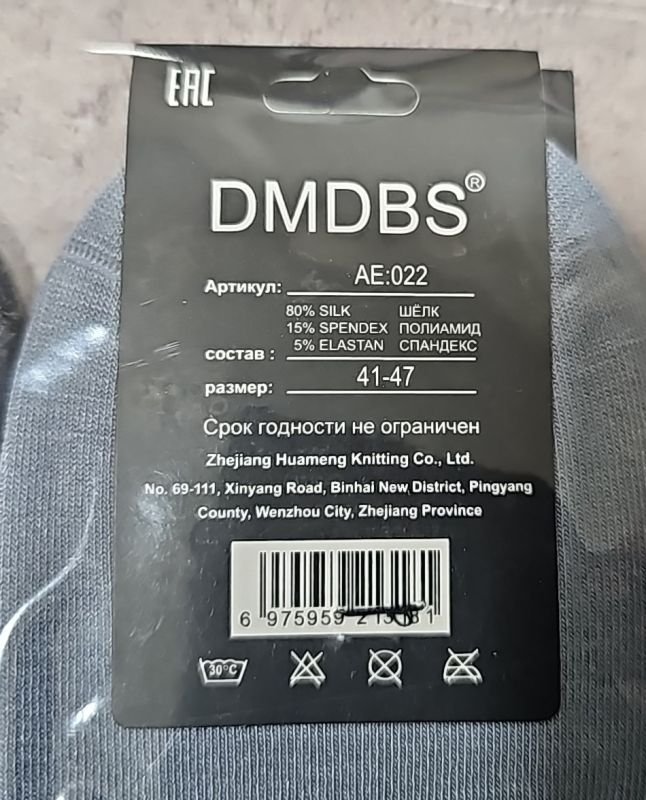 EAC
DMDBS®
Артикул: AE:022
80% SILK ШЁЛК
15% SPENDEX ПОЛИАМИД
состав : 5% ELASTAN СПАНДЕКС
размер: 41-47
Срок годности не ограничен
Zhejiang Huameng Knitting Co., Ltd.
No. 69-111, Xinyang Road, Binhai New District, Pingyang
County, Wenzhou City, Zhejiang Province
6 975959
30°C